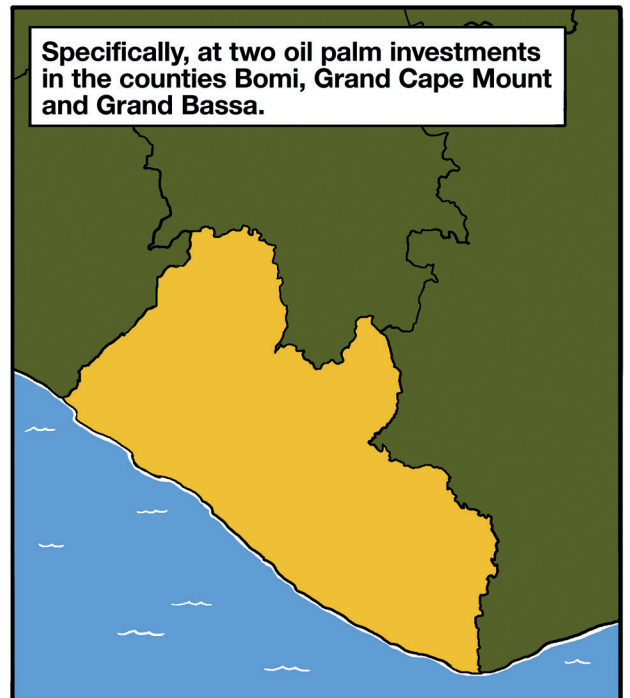 Specifically, at two oil palm investments
in the counties Bomi, Grand Cape Mount
and Grand Bassa.